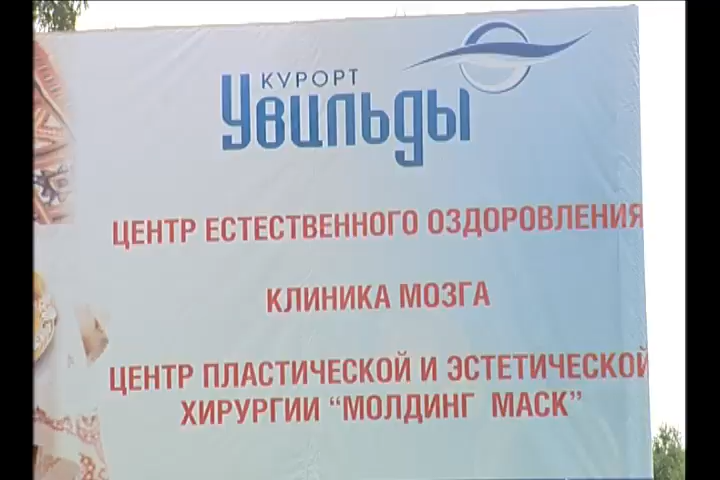 КУРОРТ
Увильды
ЦЕНТР ЕСТЕСТВЕННОГО ОЗДОРОВЛЕНИЯ
КЛИНИКА МОЗГА
ЦЕНТР ПЛАСТИЧЕСКОЙ И ЭСТЕТИЧЕСКОЙ
ХИРУРГИИ “МОЛДИНГ МАСК”